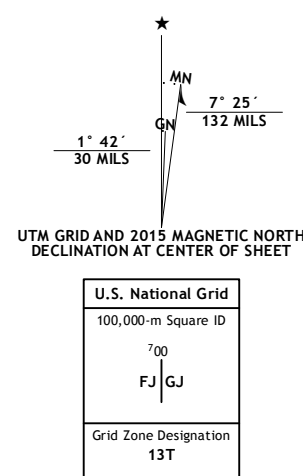 ★
MN
GN
7° 25´
132 MILS
1° 42´
30 MILS
UTM GRID AND 2015 MAGNETIC NORTH
DECLINATION AT CENTER OF SHEET
U.S. National Grid
100,000-m Square ID
⁷00
FJ GJ
Grid Zone Designation
13T